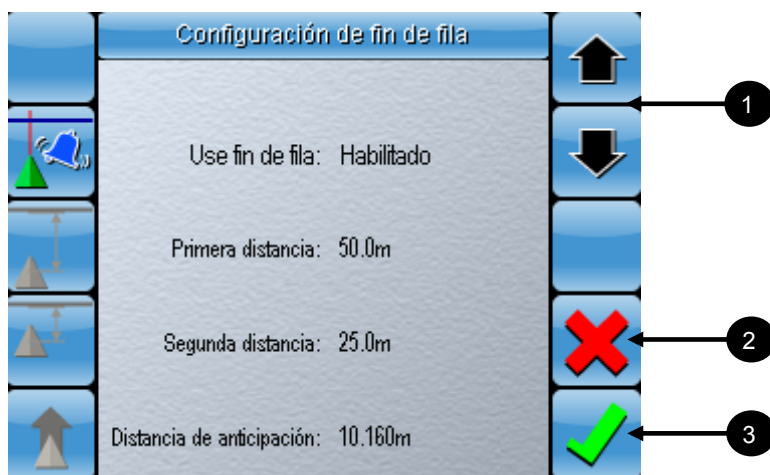 Configuración de fin de fila
1
Use fin de fila: Habilitado
Primera distancia: 50.0m
Segunda distancia: 25.0m
2
Distancia de anticipación: 10.160m
3